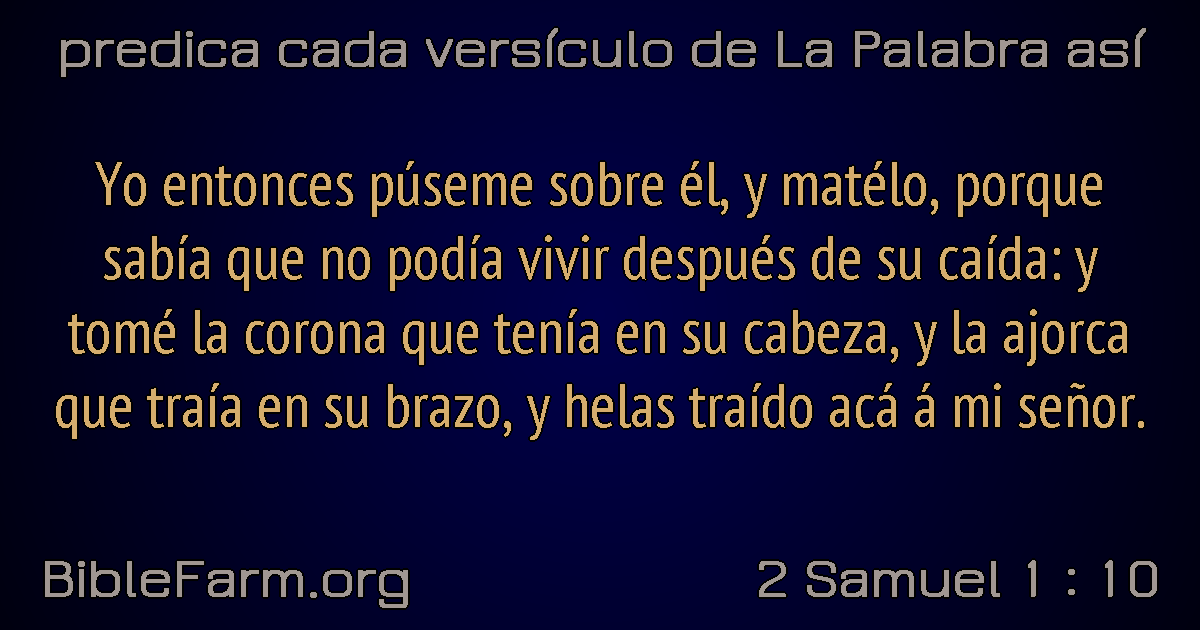 predica cada versículo de La Palabra así
Yo entonces púseme sobre él, y matélo, porque
sabía que no podía vivir después de su caída: y
tomé la corona que tenía en su cabeza, y la ajorca
que traía en su brazo, y helas traído acá á mi señor.
BibleFarm.org
2 Samuel 1 : 10